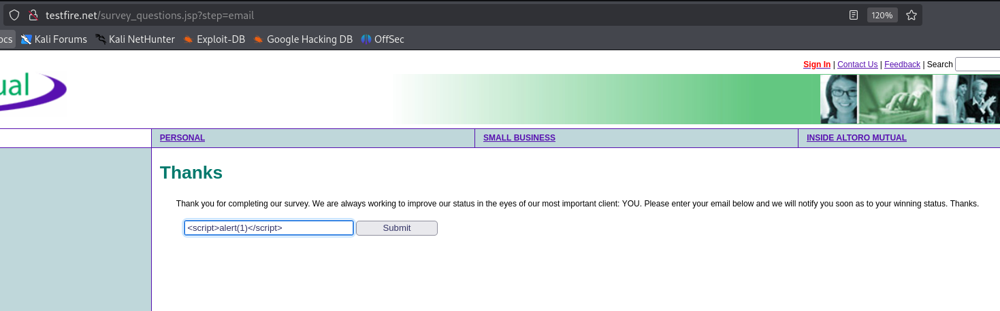 testfire.net/survey_questions.jsp?step=email 120%
ocs Kali Forums Kali NetHunter Exploit-DB Google Hacking DB OffSec
Sign In | Contact Us | Feedback | Search
ual
PERSONAL SMALL BUSINESS INSIDE ALTORO MUTUAL
Thanks
Thank you for completing our survey. We are always working to improve our status in the eyes of our most important client: YOU. Please enter your email below and we will notify you soon as to your winning status. Thanks.
<script>alert(1)</script> Submit